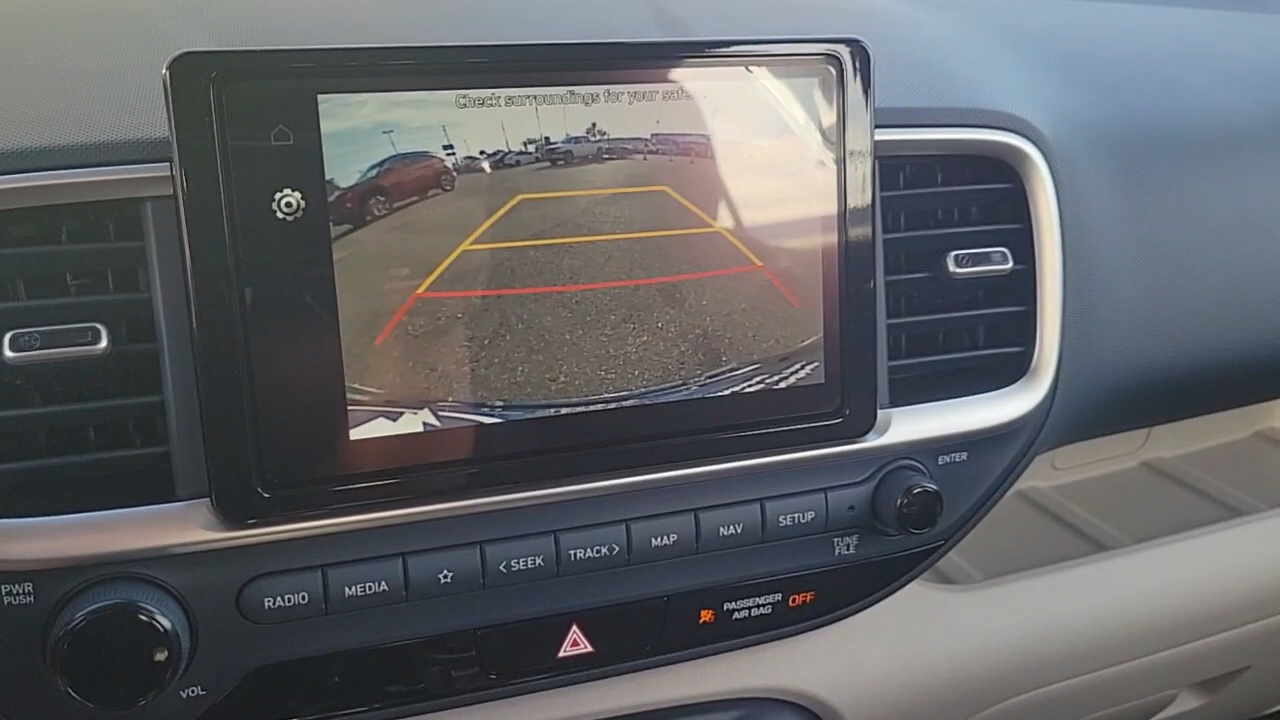 Check surroundings for your safe
PWR
PUSH
VOL
RADIO
MEDIA
< SEEK
TRACK >
MAP
NAV
SETUP
TUNE
FILE
ENTER
PASSENGER
AIR BAG
OFF